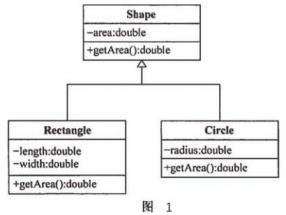 Shape
-area:double
+getArea():double
Rectangle
-length:double
-width:double
+getArea():double
Circle
-radius:double
+getArea():double
图 1